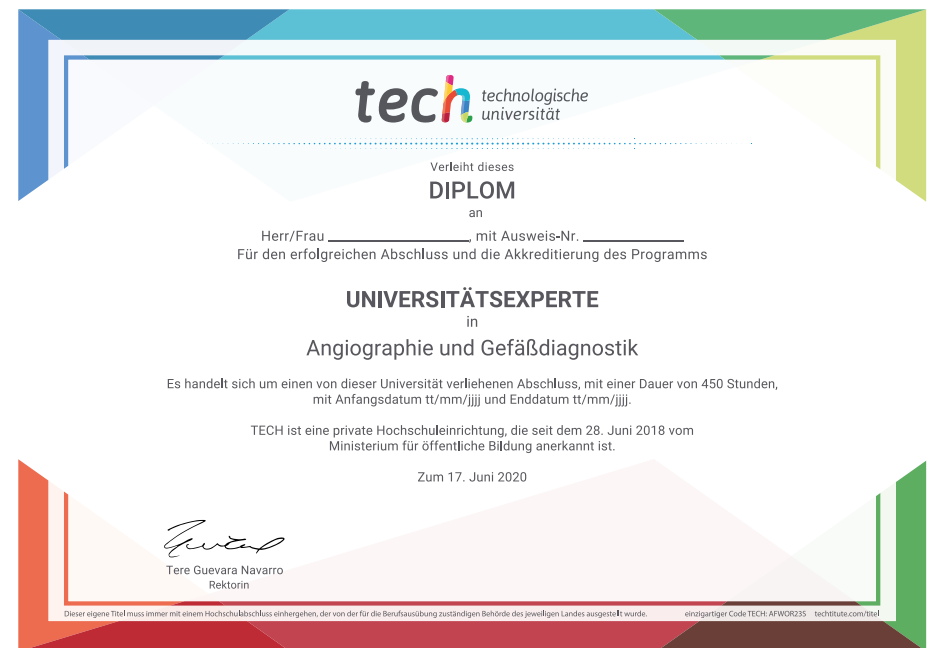 tech technologische
universität
Verleiht dieses
DIPLOM
an
Herr/Frau ____________, mit Ausweis-Nr. ____________
Für den erfolgreichen Abschluss und die Akkreditierung des Programms
UNIVERSITÄTSEXPERTE
in
Angiographie und Gefäßdiagnostik
Es handelt sich um einen von dieser Universität verliehenen Abschluss, mit einer Dauer von 450 Stunden,
mit Anfangsdatum tt/mm/jjjj und Enddatum tt/mm/jjjj.
TECH ist eine private Hochschuleinrichtung, die seit dem 28. Juni 2018 vom
Ministerium für öffentliche Bildung anerkannt ist.
Zum 17. Juni 2020
Tere Guevara Navarro
Rektorin
Dieser eigene Titel muss immer mit einem Hochschulabschluss einhergehen, der von der für die Berufsausübung zuständigen Behörde des jeweiligen Landes ausgestellt wurde. einzigartiger Code TECH: AFWOR23S techtitute.com/titel